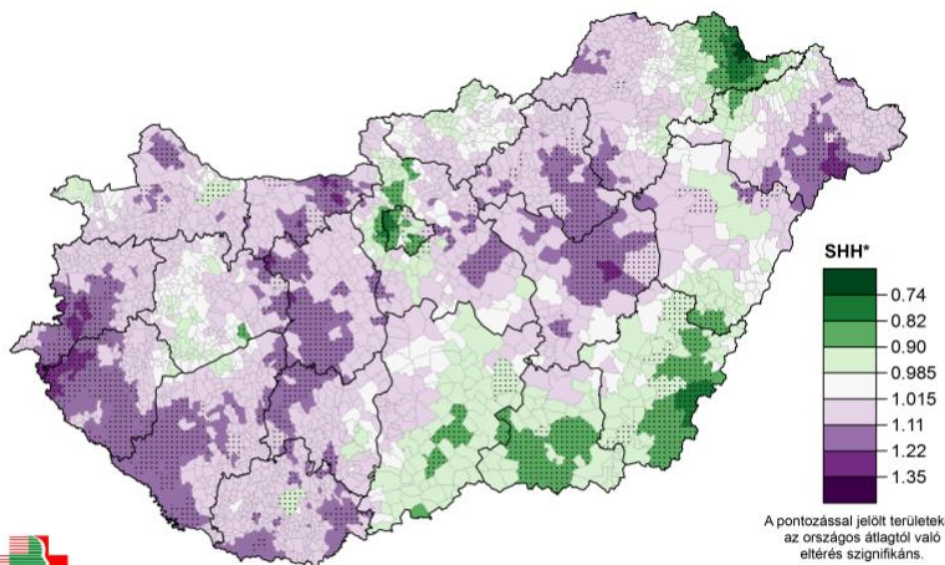 SHH*
0.74
0.82
0.90
0.985
1.015
1.11
1.22
1.35
A pontozással jelölt területek
az országos átlagtól való
eltérés szignifikáns.